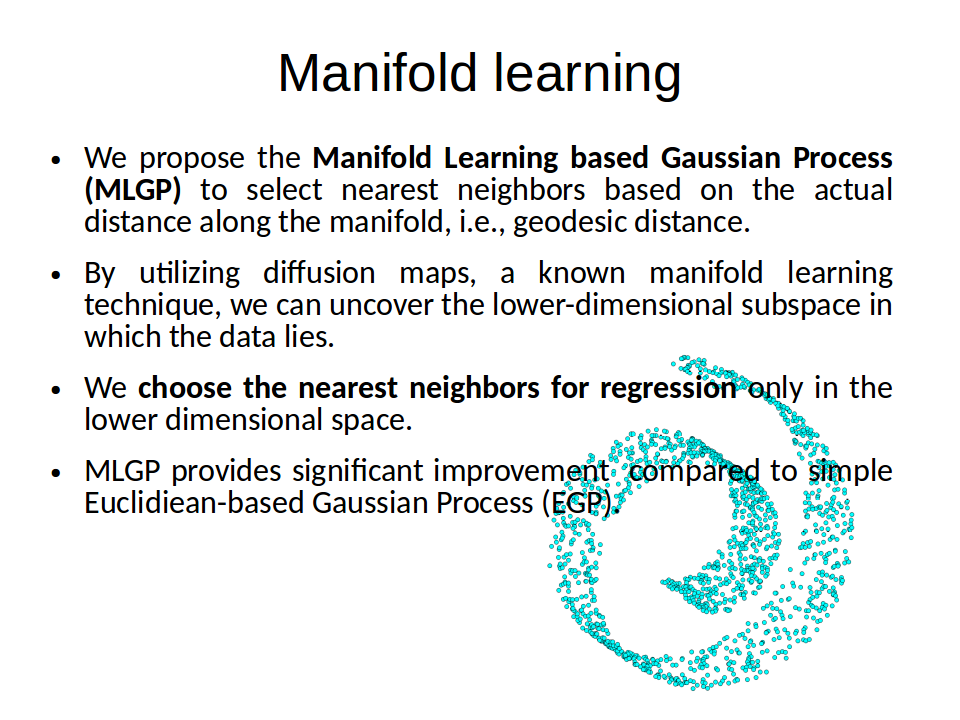 Manifold learning
• We propose the Manifold Learning based Gaussian Process
(MLGP) to select nearest neighbors based on the actual
distance along the manifold, i.e., geodesic distance.
• By utilizing diffusion maps, a known manifold learning
technique, we can uncover the lower-dimensional subspace in
which the data lies.
• We choose the nearest neighbors for regression only in the
lower dimensional space.
• MLGP provides significant improvement, compared to simple
Euclidiean-based Gaussian Process (EGP).